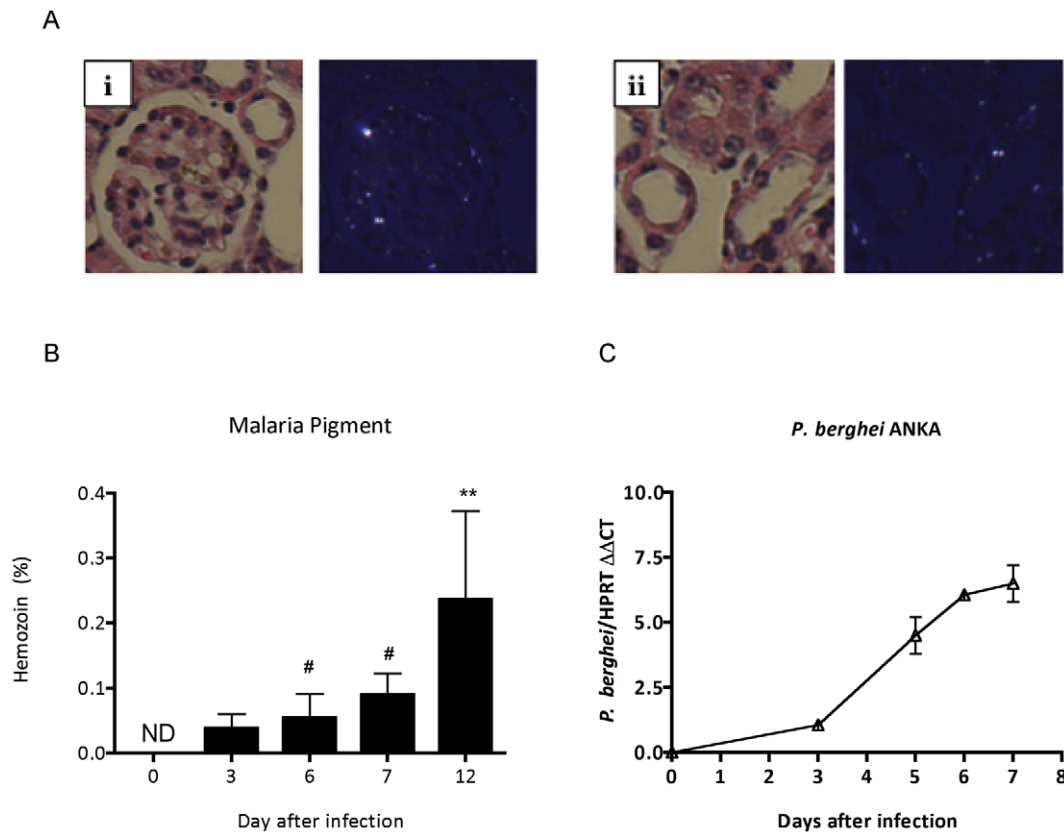 A
i
ii
B
C
Malaria Pigment
P. berghei ANKA
Hemozoin (%)
0.4
0.3
0.2
0.1
0.0
ND
#
#
**
0 3 6 7 12
Day after infection
P. berghei/HPRT ΔΔCT
10.0
7.5
5.0
2.5
0.0
0 1 2 3 4 5 6 7 8
Days after infection